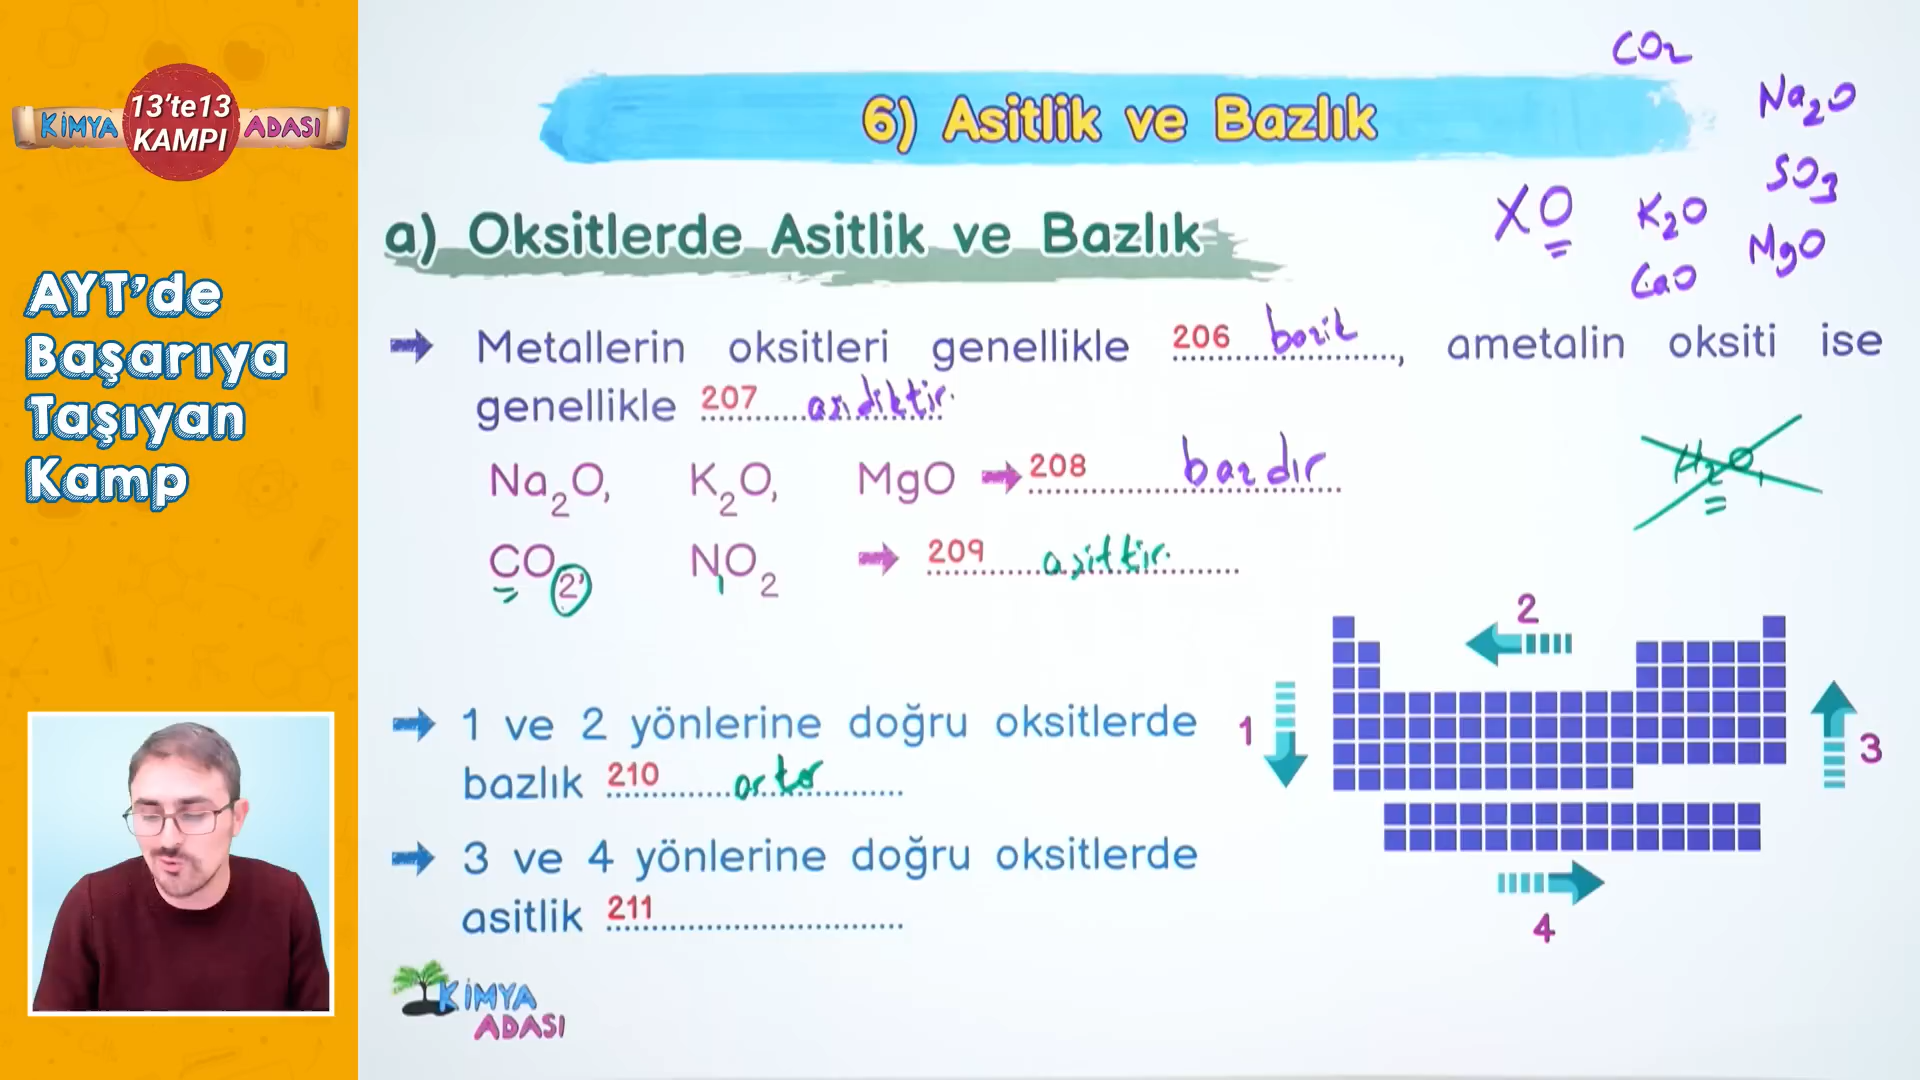 KİMYA ADASI
13'te13
KAMPI
AYT'de
Başarıya
Taşıyan
Kamp
6) Asitlik ve Bazlık
CO2
Na2O
SO3
XO
K2O
MgO
CaO
a) Oksitlerde Asitlik ve Bazlık
Metallerin oksitleri genellikle 206 bazik, ametalin oksiti ise
genellikle 207 asidiktir.
H2O
Na2O, K2O, MgO → 208 bazdır
CO2 NO2 → 209 asittir.
1 ve 2 yönlerine doğru oksitlerde
bazlık 210 artar
3 ve 4 yönlerine doğru oksitlerde
asitlik 211
2
1
3
4
KİMYA
ADASI